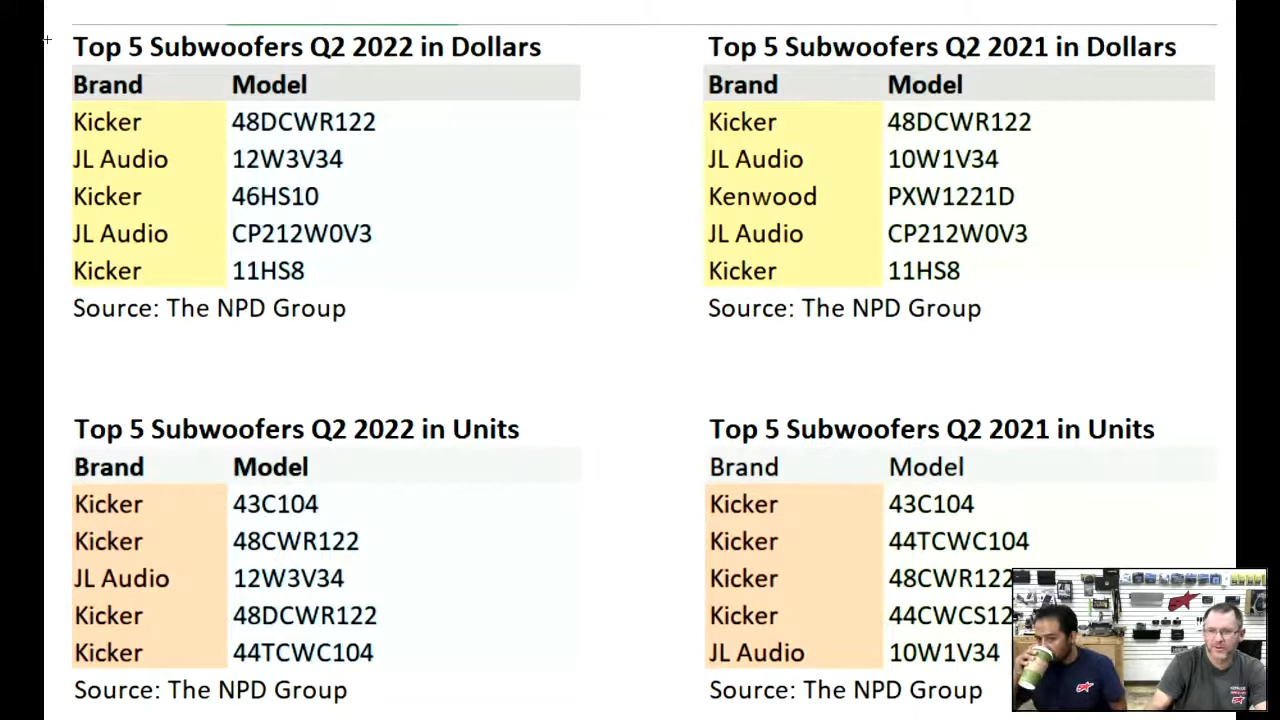 Top 5 Subwoofers Q2 2022 in Dollars
Brand Model
Kicker 48DCWR122
JL Audio 12W3V34
Kicker 46HS10
JL Audio CP212W0V3
Kicker 11HS8
Source: The NPD Group
Top 5 Subwoofers Q2 2021 in Dollars
Brand Model
Kicker 48DCWR122
JL Audio 10W1V34
Kenwood PXW1221D
JL Audio CP212W0V3
Kicker 11HS8
Source: The NPD Group
Top 5 Subwoofers Q2 2022 in Units
Brand Model
Kicker 43C104
Kicker 48CWR122
JL Audio 12W3V34
Kicker 48DCWR122
Kicker 44TCWC104
Source: The NPD Group
Top 5 Subwoofers Q2 2021 in Units
Brand Model
Kicker 43C104
Kicker 44TCWC104
Kicker 48CWR122
Kicker 44CWCS12
JL Audio 10W1V34
Source: The NPD Group